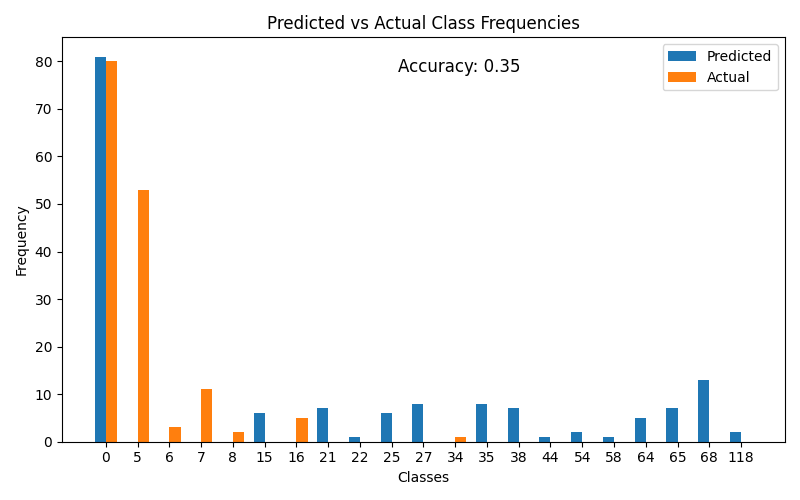 Predicted vs Actual Class Frequencies
Accuracy: 0.35
Predicted
Actual
Frequency
80
70
60
50
40
30
20
10
0
0 5 6 7 8 15 16 21 22 25 27 34 35 38 44 54 58 64 65 68 118
Classes